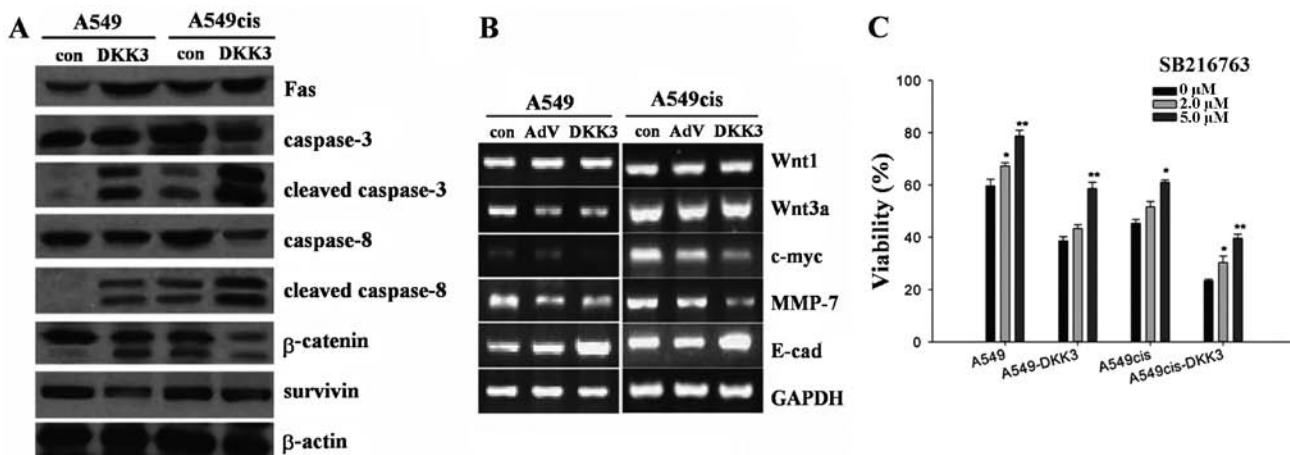 A
A549 A549cis
con DKK3 con DKK3
Fas
caspase-3
cleaved caspase-3
caspase-8
cleaved caspase-8
β-catenin
survivin
β-actin
B
A549 A549cis
con AdV DKK3 con AdV DKK3
Wnt1
Wnt3a
c-myc
MMP-7
E-cad
GAPDH
C
SB216763
0 μM
2.0 μM
5.0 μM
Viability (%)
100
80
60
40
20
0
** * ** * * **
A549 A549-DKK3 A549cis A549cis-DKK3